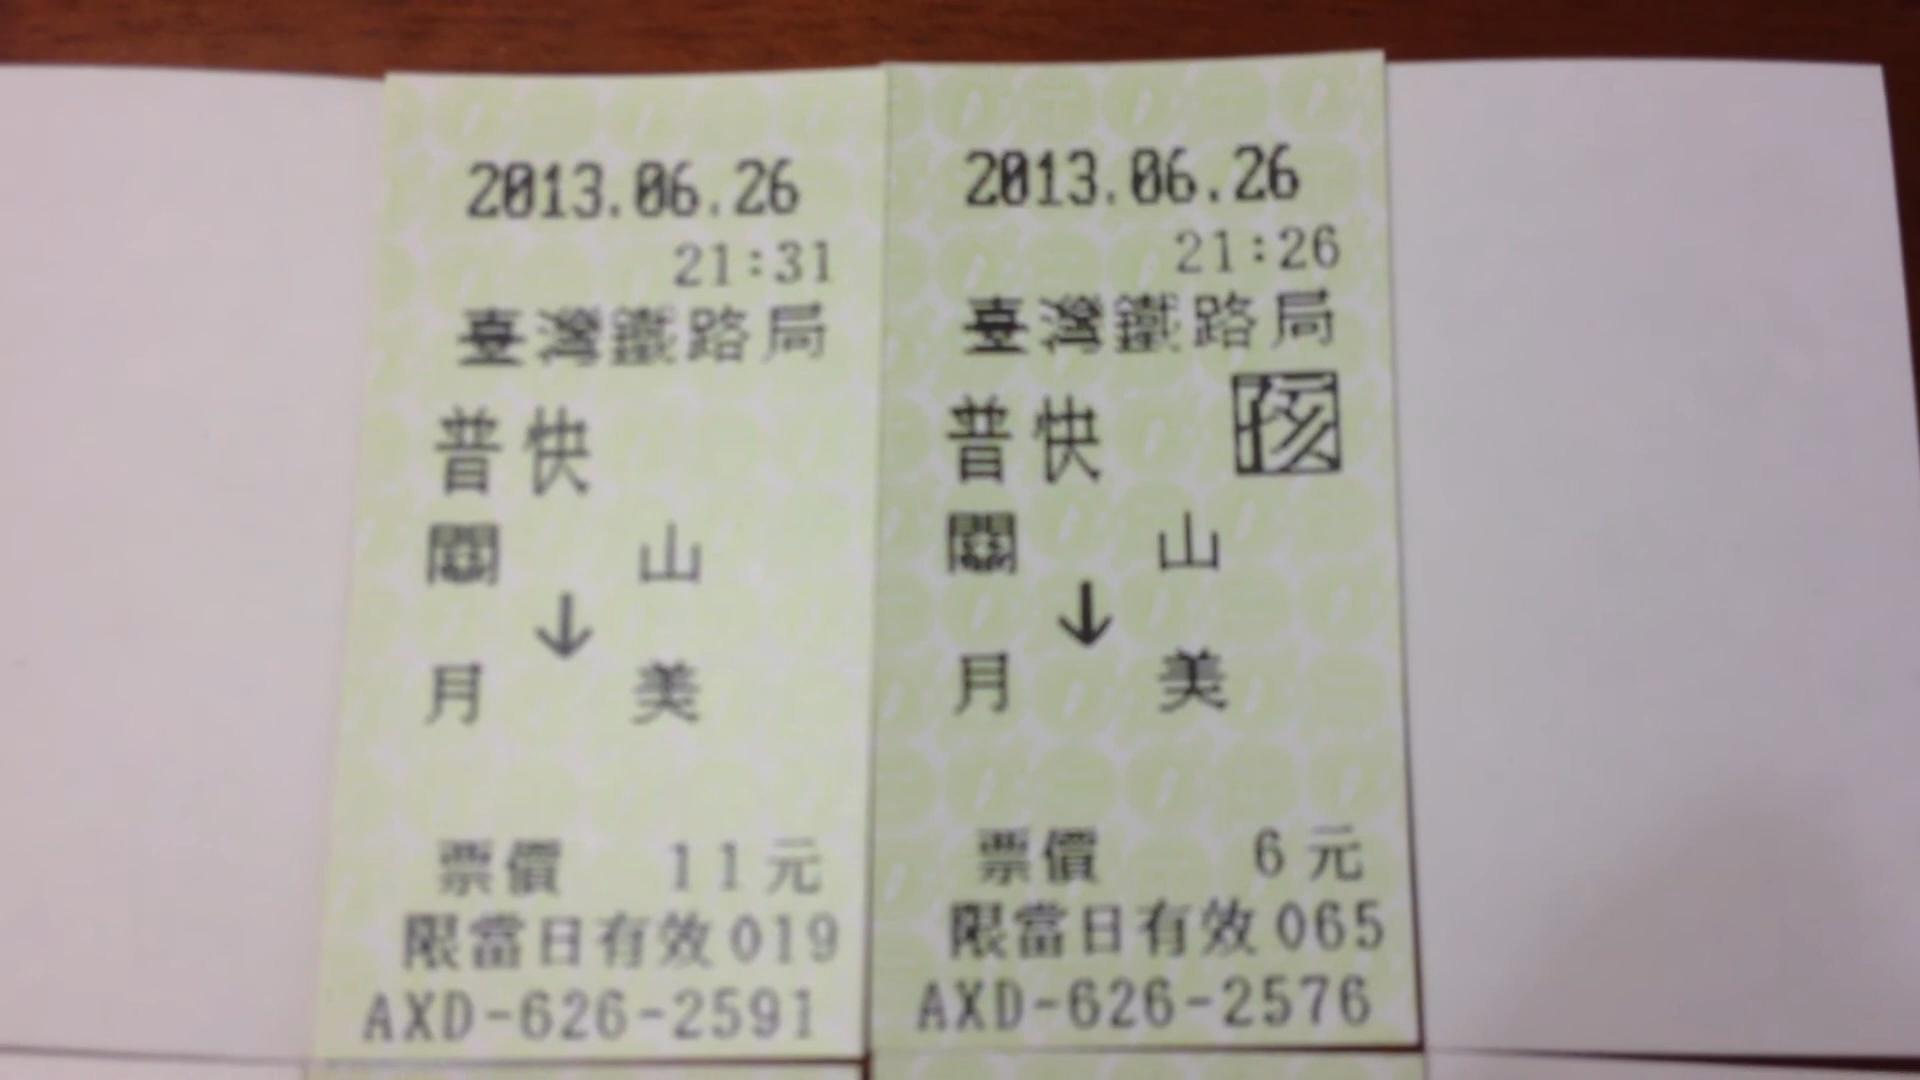 2013.06.26
21:31
臺灣鐵路局
普快
關 山
↓
月 美
票價 11元
限當日有效019
AXD-626-2591
2013.06.26
21:26
臺灣鐵路局
普快 孩
關 山
↓
月 美
票價 6元
限當日有效065
AXD-626-2576